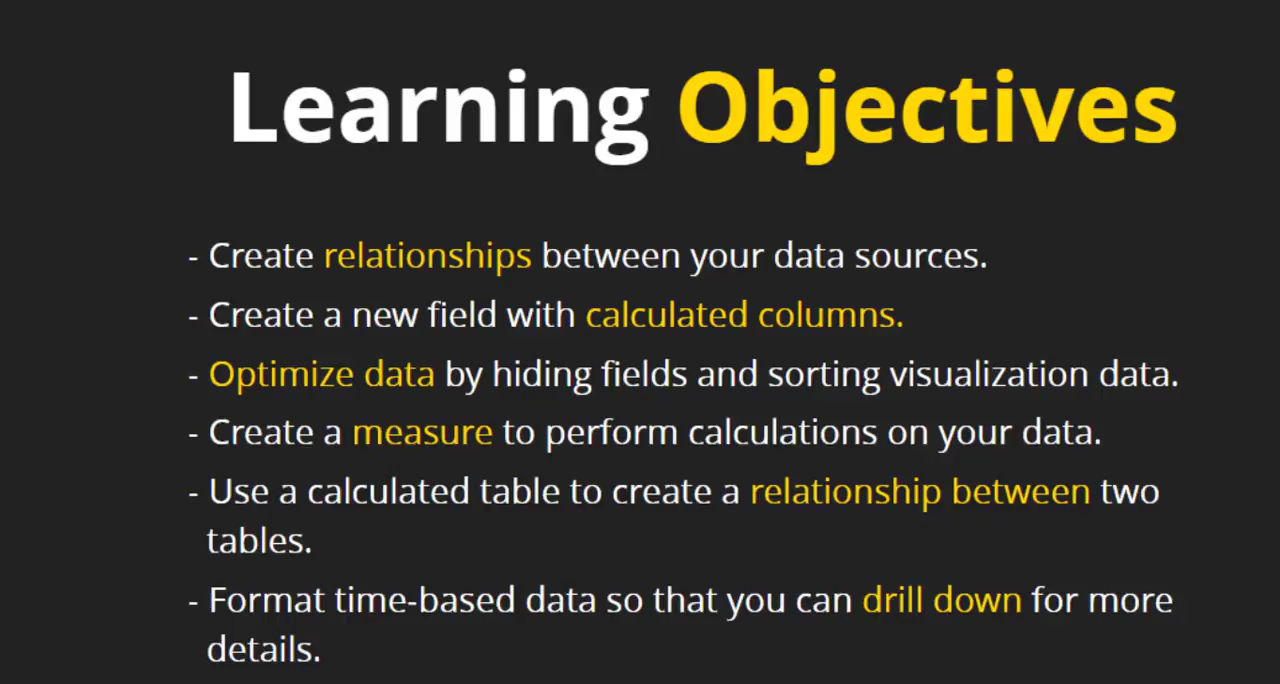 Learning Objectives
- Create relationships between your data sources.
- Create a new field with calculated columns.
- Optimize data by hiding fields and sorting visualization data.
- Create a measure to perform calculations on your data.
- Use a calculated table to create a relationship between two
tables.
- Format time-based data so that you can drill down for more
details.